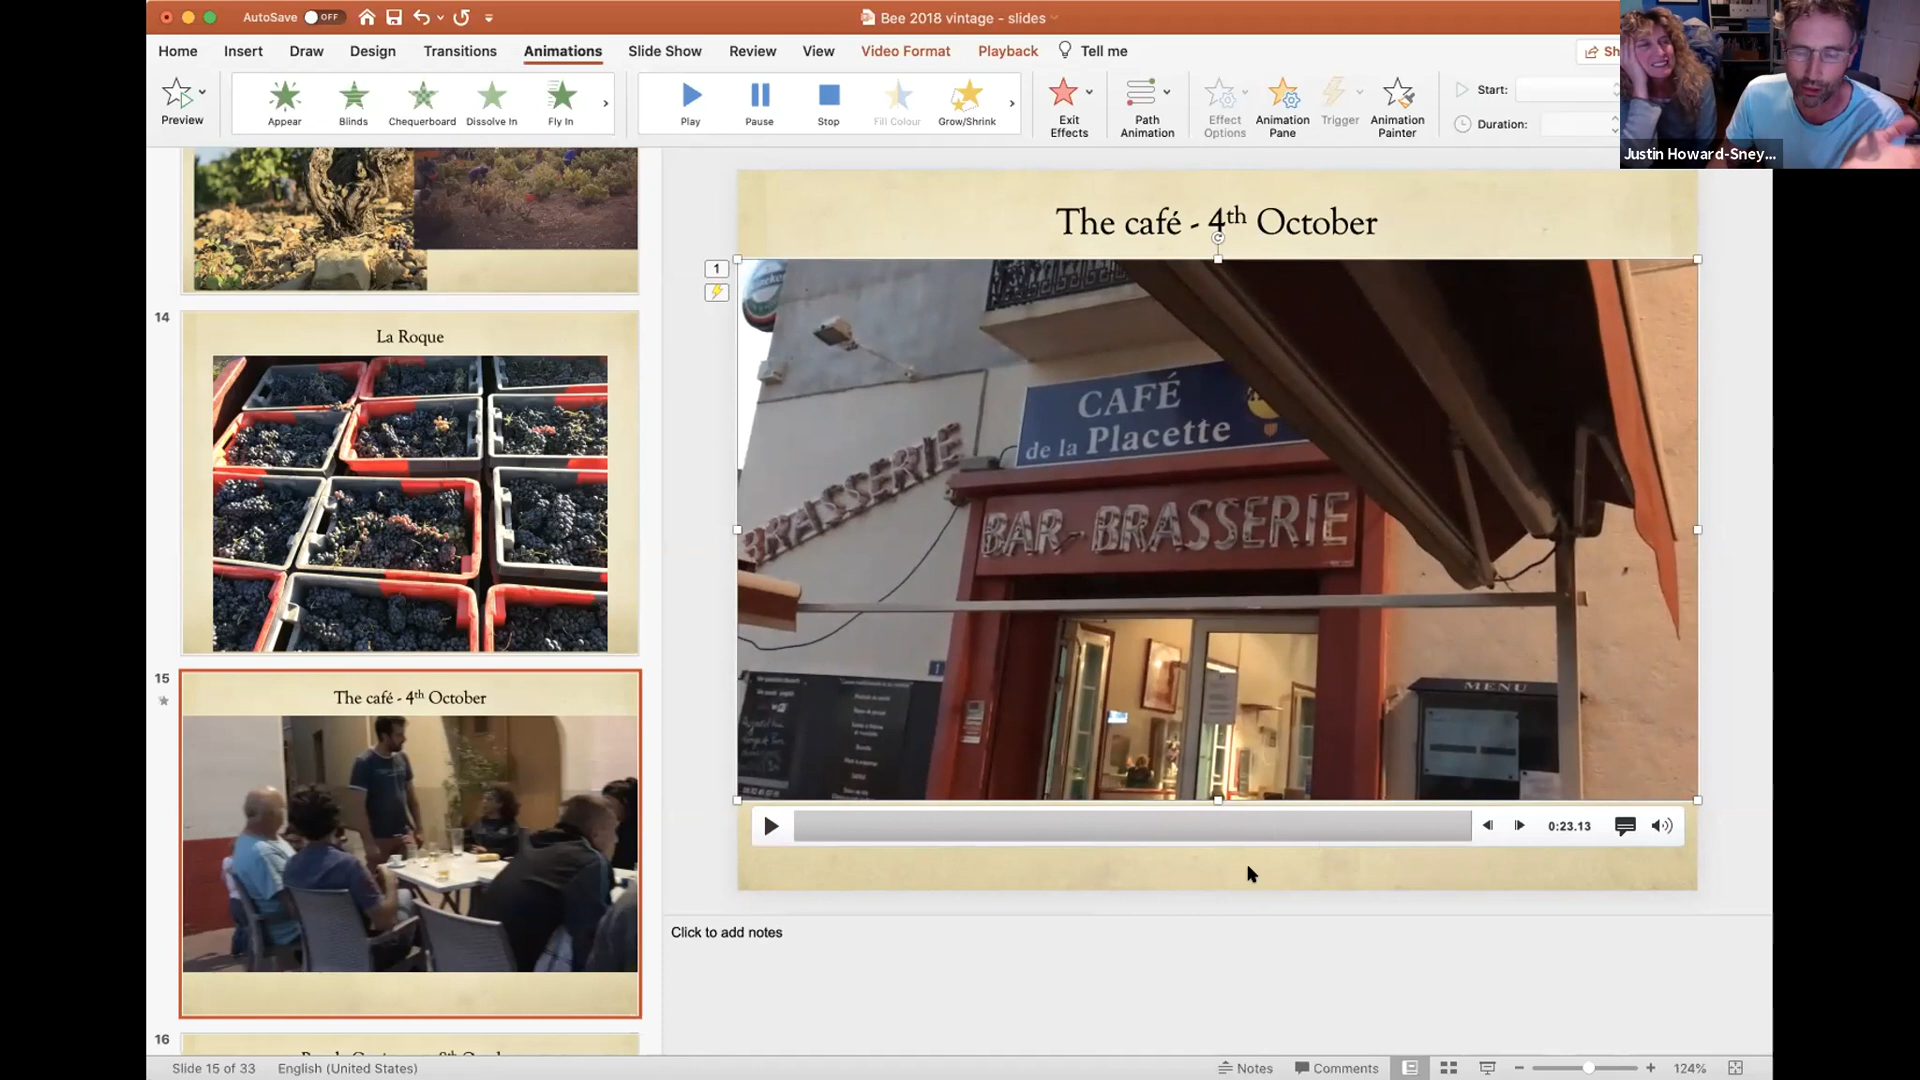 AutoSave OFF
Bee 2018 vintage - slides
Home Insert Draw Design Transitions Animations Slide Show Review View Video Format Playback Tell me
Sh
Preview
Appear Blinds Chequerboard Dissolve In Fly In
Play Pause Stop Fill Colour Grow/Shrink
Exit Effects
Path Animation
Effect Options
Animation Pane
Trigger
Animation Painter
Start:
Duration:
Justin Howard-Sney...
14
La Roque
15
The café - 4th October
16
The café - 4th October
1
CAFÉ
de la Placette
BRASSERIE
BAR-BRASSERIE
MENU
0:23.13
Click to add notes
Slide 15 of 33 English (United States)
Notes Comments 124%